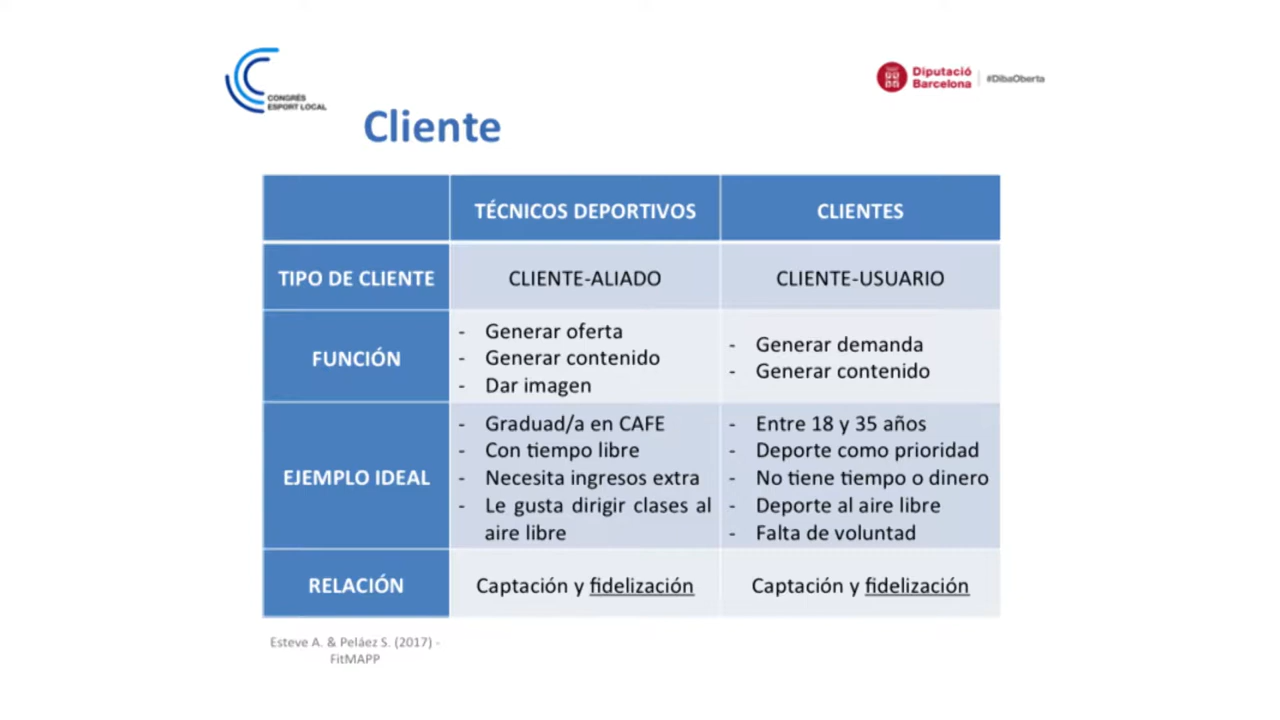 CONGRÉS
ESPORT LOCAL
Diputació
Barcelona
#DibaOberta
Cliente
TÉCNICOS DEPORTIVOS
CLIENTES
TIPO DE CLIENTE
CLIENTE-ALIADO
CLIENTE-USUARIO
FUNCIÓN
- Generar oferta
- Generar contenido
- Dar imagen
- Generar demanda
- Generar contenido
EJEMPLO IDEAL
- Graduad/a en CAFE
- Con tiempo libre
- Necesita ingresos extra
- Le gusta dirigir clases al
aire libre
- Entre 18 y 35 años
- Deporte como prioridad
- No tiene tiempo o dinero
- Deporte al aire libre
- Falta de voluntad
RELACIÓN
Captación y fidelización
Captación y fidelización
Esteve A. & Peláez S. (2017) -
FitMAPP